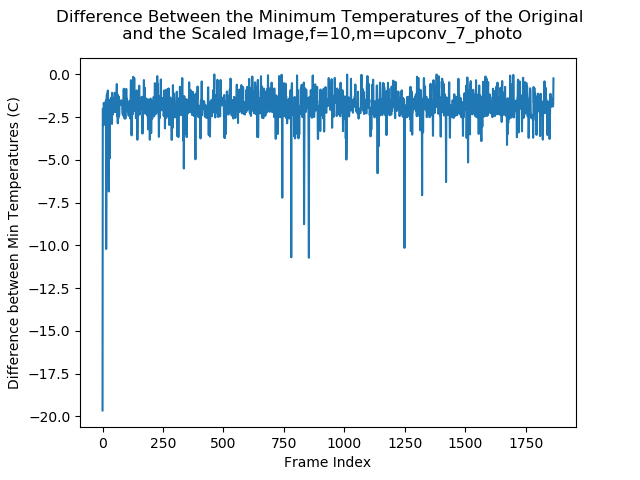 Difference Between the Minimum Temperatures of the Original
and the Scaled Image,f=10,m=upconv_7_photo
Difference between Min Temperatures (C)
0.0
−2.5
−5.0
−7.5
−10.0
−12.5
−15.0
−17.5
−20.0
0 250 500 750 1000 1250 1500 1750
Frame Index